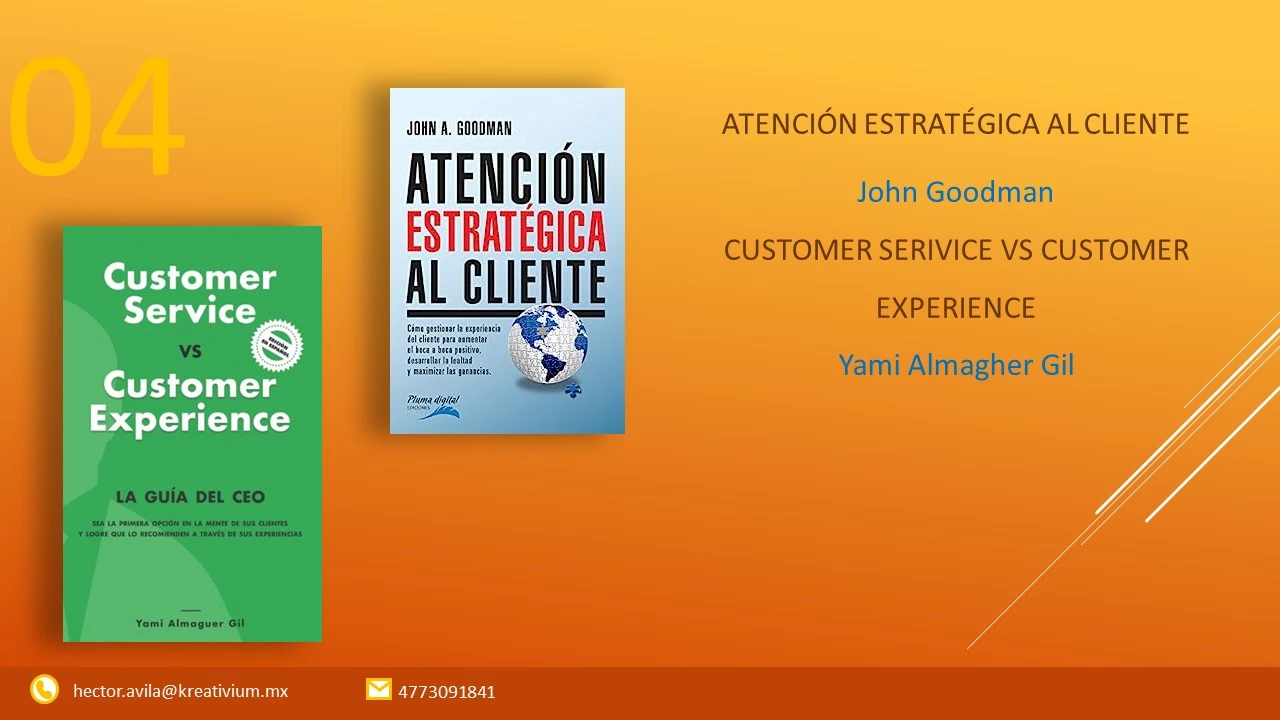 04
JOHN A. GOODMAN
ATENCIÓN
ESTRATÉGICA
AL CLIENTE
Cómo gestionar la experiencia
del cliente para aumentar
el boca a boca positivo,
desarrollar la lealtad
y maximizar las ganancias.
Pluma digital
EDICIONES
Customer
Service
VS
Customer
Experience
EDICIÓN
EN ESPAÑOL
LA GUÍA DEL CEO
SEA LA PRIMERA OPCIÓN EN LA MENTE DE SUS CLIENTES
Y LOGRE QUE LO RECOMIENDEN A TRAVÉS DE SUS EXPERIENCIAS
Yami Almaguer Gil
ATENCIÓN ESTRATÉGICA AL CLIENTE
John Goodman
CUSTOMER SERIVICE VS CUSTOMER
EXPERIENCE
Yami Almagher Gil
hector.avila@kreativium.mx
4773091841